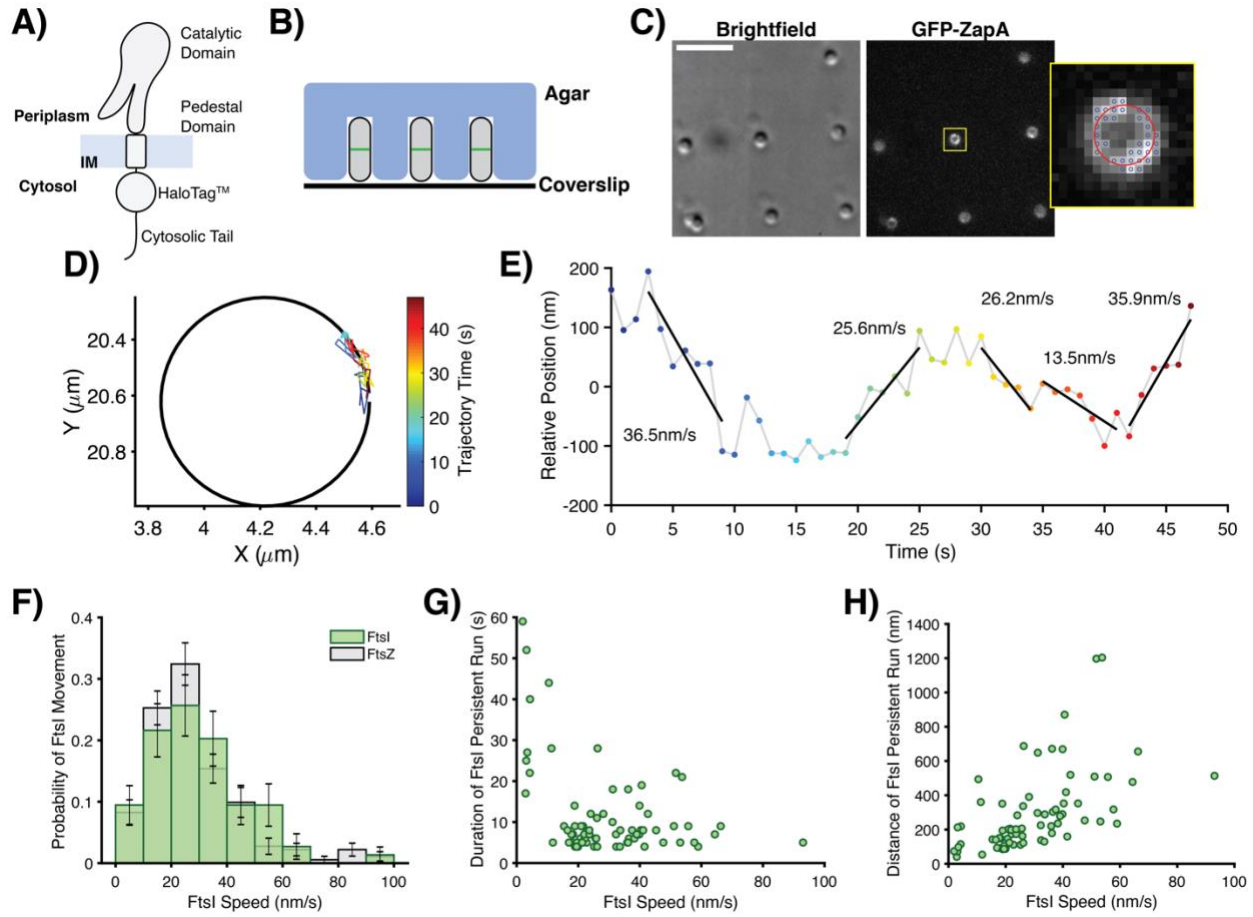 A)
Catalytic
Domain
Periplasm
Pedestal
Domain
IM
Cytosol
HaloTag™
Cytosolic Tail
B)
Agar
Coverslip
C)
Brightfield
GFP-ZapA
D)
20.4
20.6
20.8
Y (μm)
3.84
4
4.2
4.4
4.6
X (μm)
40
30
20
10
0
Trajectory Time (s)
E)
200
100
0
-100
-200
Relative Position (nm)
36.5nm/s
25.6nm/s
26.2nm/s
13.5nm/s
35.9nm/s
0
5
10
15
20
25
30
35
40
45
50
Time (s)
F)
0.4
0.3
0.2
0.1
0
Probability of FtsI Movement
FtsI
FtsZ
0
20
40
60
80
100
FtsI Speed (nm/s)
G)
60
50
40
30
20
10
0
Duration of FtsI Persistent Run (s)
0
20
40
60
80
100
FtsI Speed (nm/s)
H)
1400
1200
1000
800
600
400
200
0
Distance of FtsI Persistent Run (nm)
0
20
40
60
80
100
FtsI Speed (nm/s)